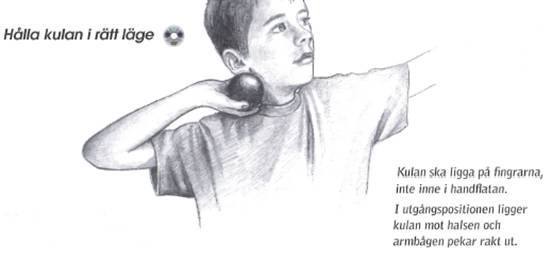 Hålla kulan i rätt läge
Kulan ska ligga på fingrarna,
inte inne i handflatan.
I utgångspositionen ligger
kulan mot halsen och
armbågen pekar rakt ut.